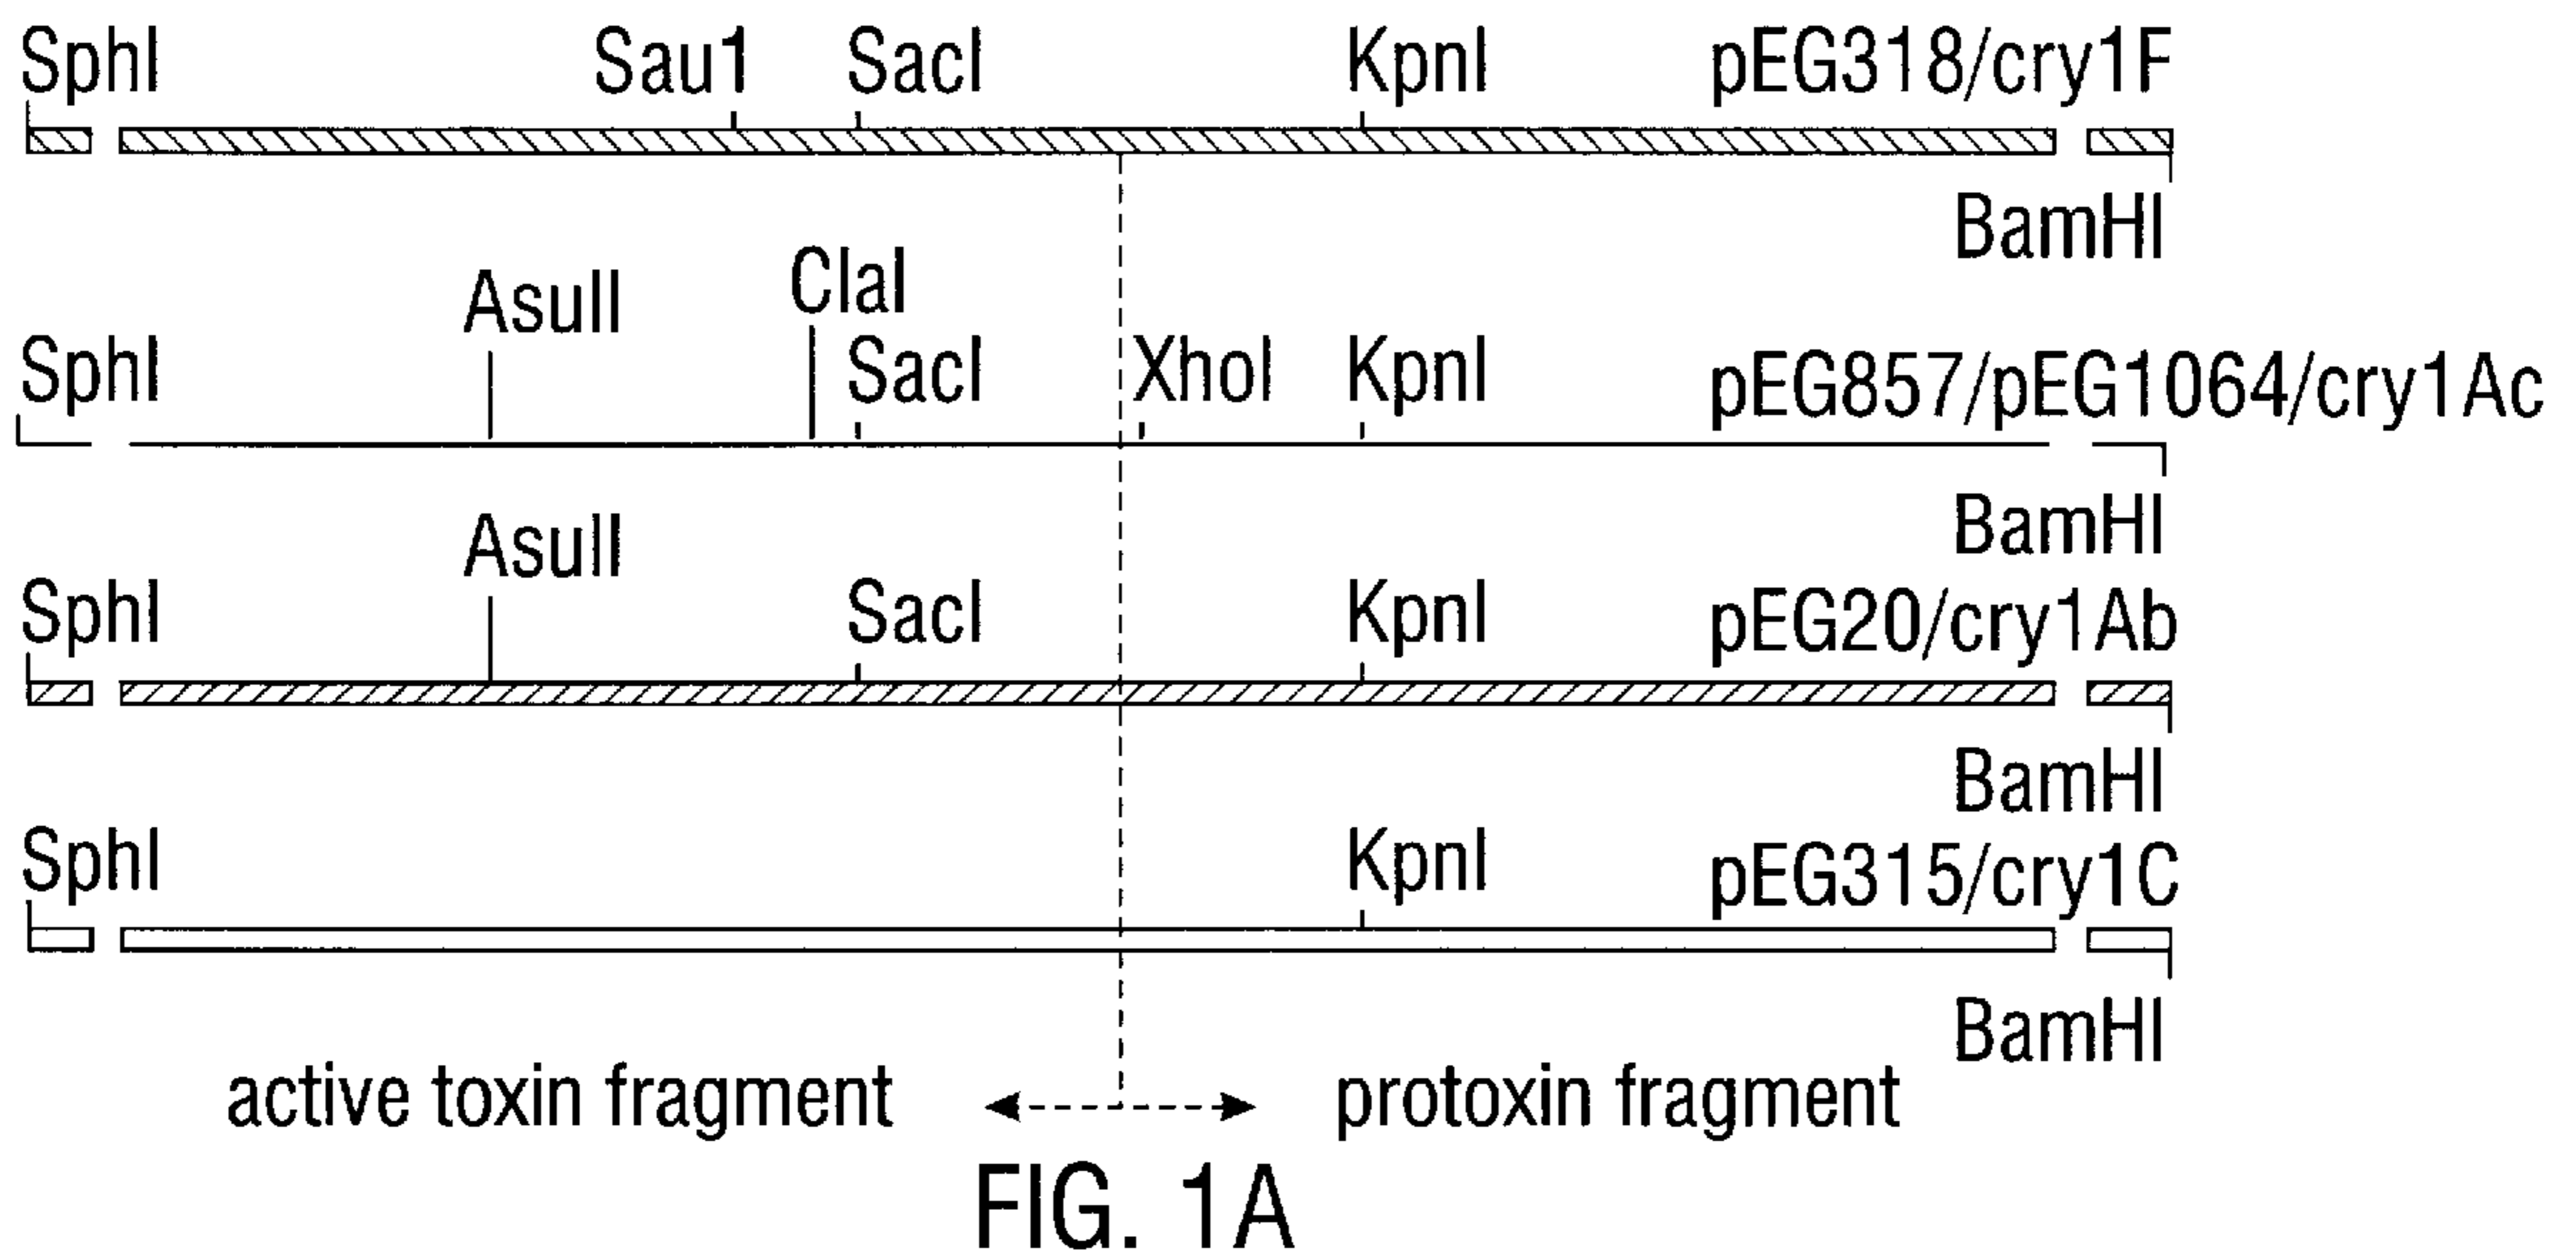 SphI Sau1 SacI KpnI pEG318/cry1F
BamHI
AsuII ClaI
SphI SacI XhoI KpnI pEG857/pEG1064/cry1Ac
BamHI
AsuII
SphI SacI KpnI pEG20/cry1Ab
BamHI
SphI KpnI pEG315/cry1C
BamHI
active toxin fragment protoxin fragment
FIG. 1A